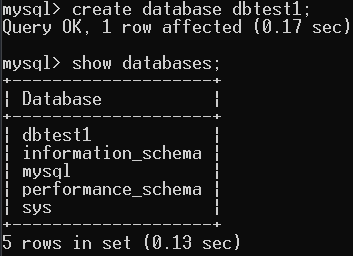 mysql> create database dbtest1;
Query OK, 1 row affected (0.17 sec)

mysql> show databases;
+--------------------+
| Database           |
+--------------------+
| dbtest1            |
| information_schema |
| mysql              |
| performance_schema |
| sys                |
+--------------------+
5 rows in set (0.13 sec)